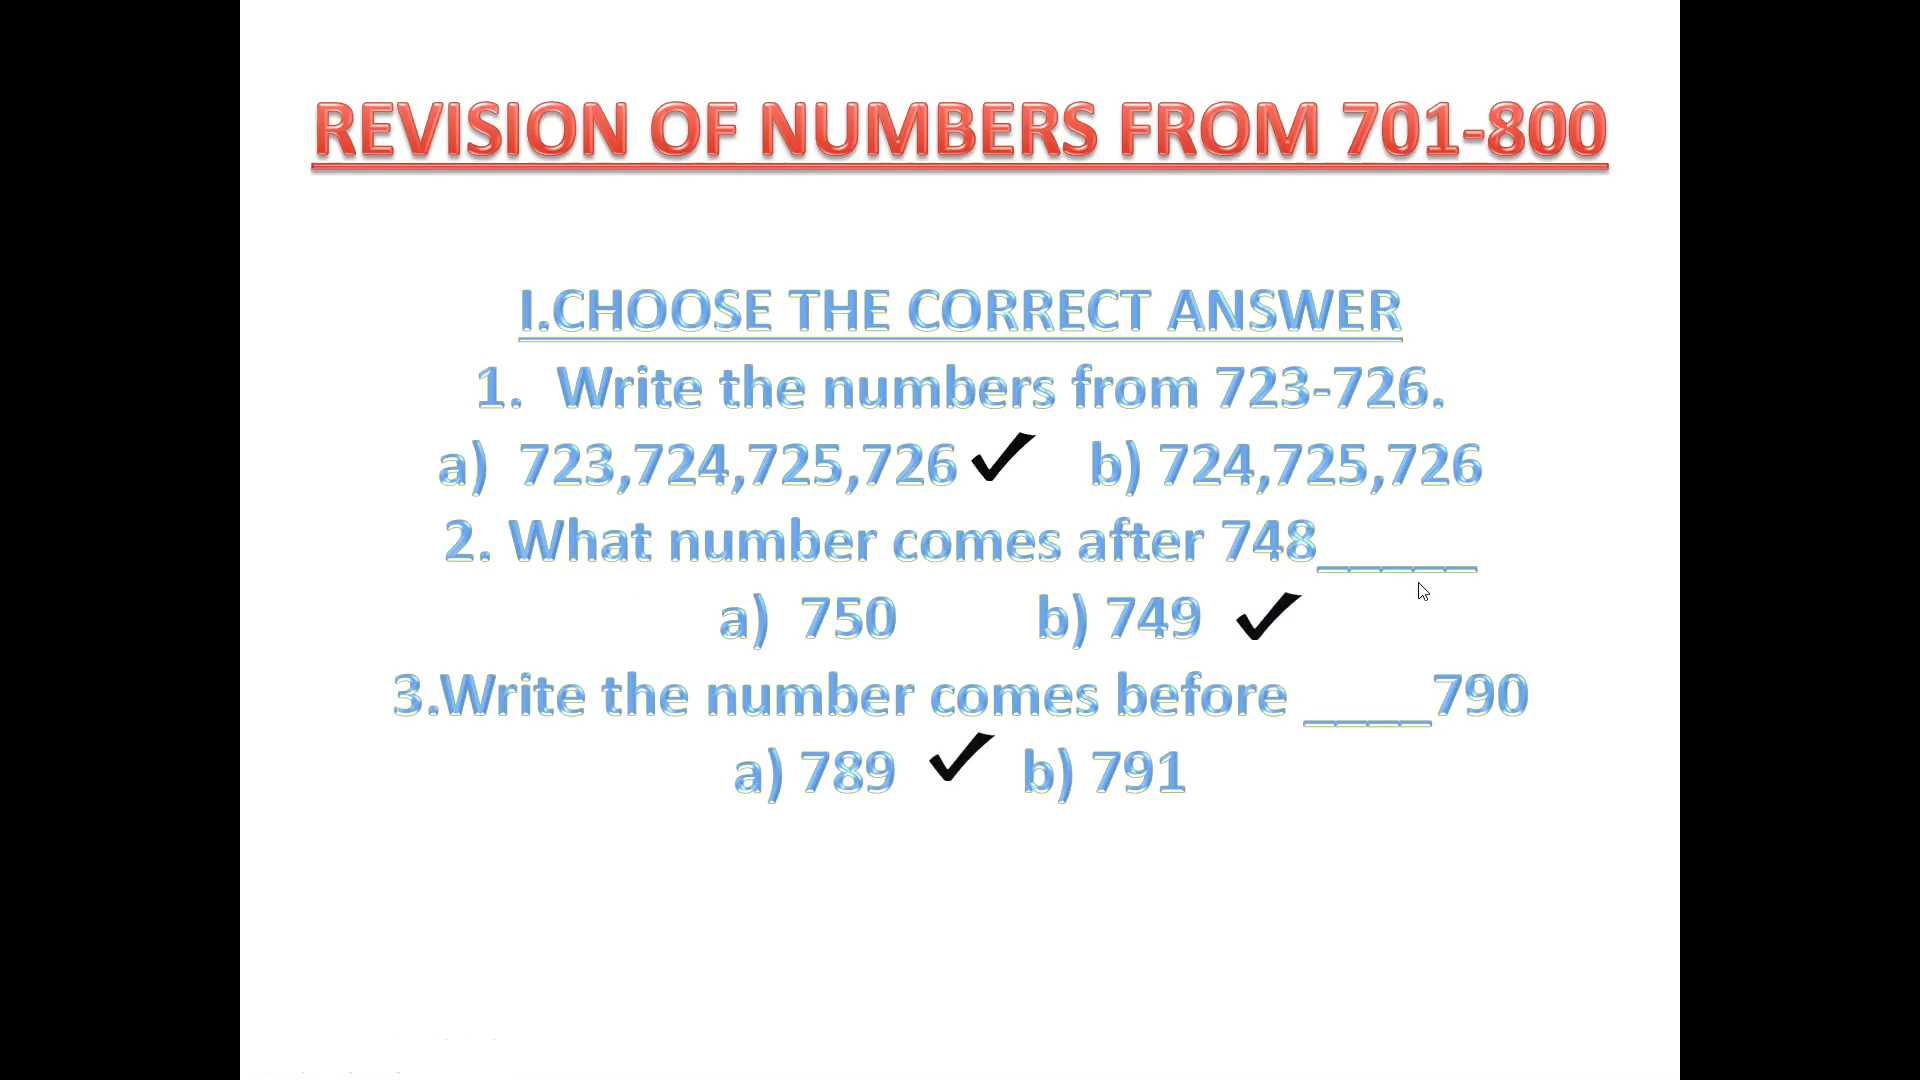 REVISION OF NUMBERS FROM 701-800
I.CHOOSE THE CORRECT ANSWER
1. Write the numbers from 723-726.
a) 723,724,725,726 ✓ b) 724,725,726
2. What number comes after 748_____
a) 750 b) 749 ✓
3.Write the number comes before ____790
a) 789 ✓ b) 791